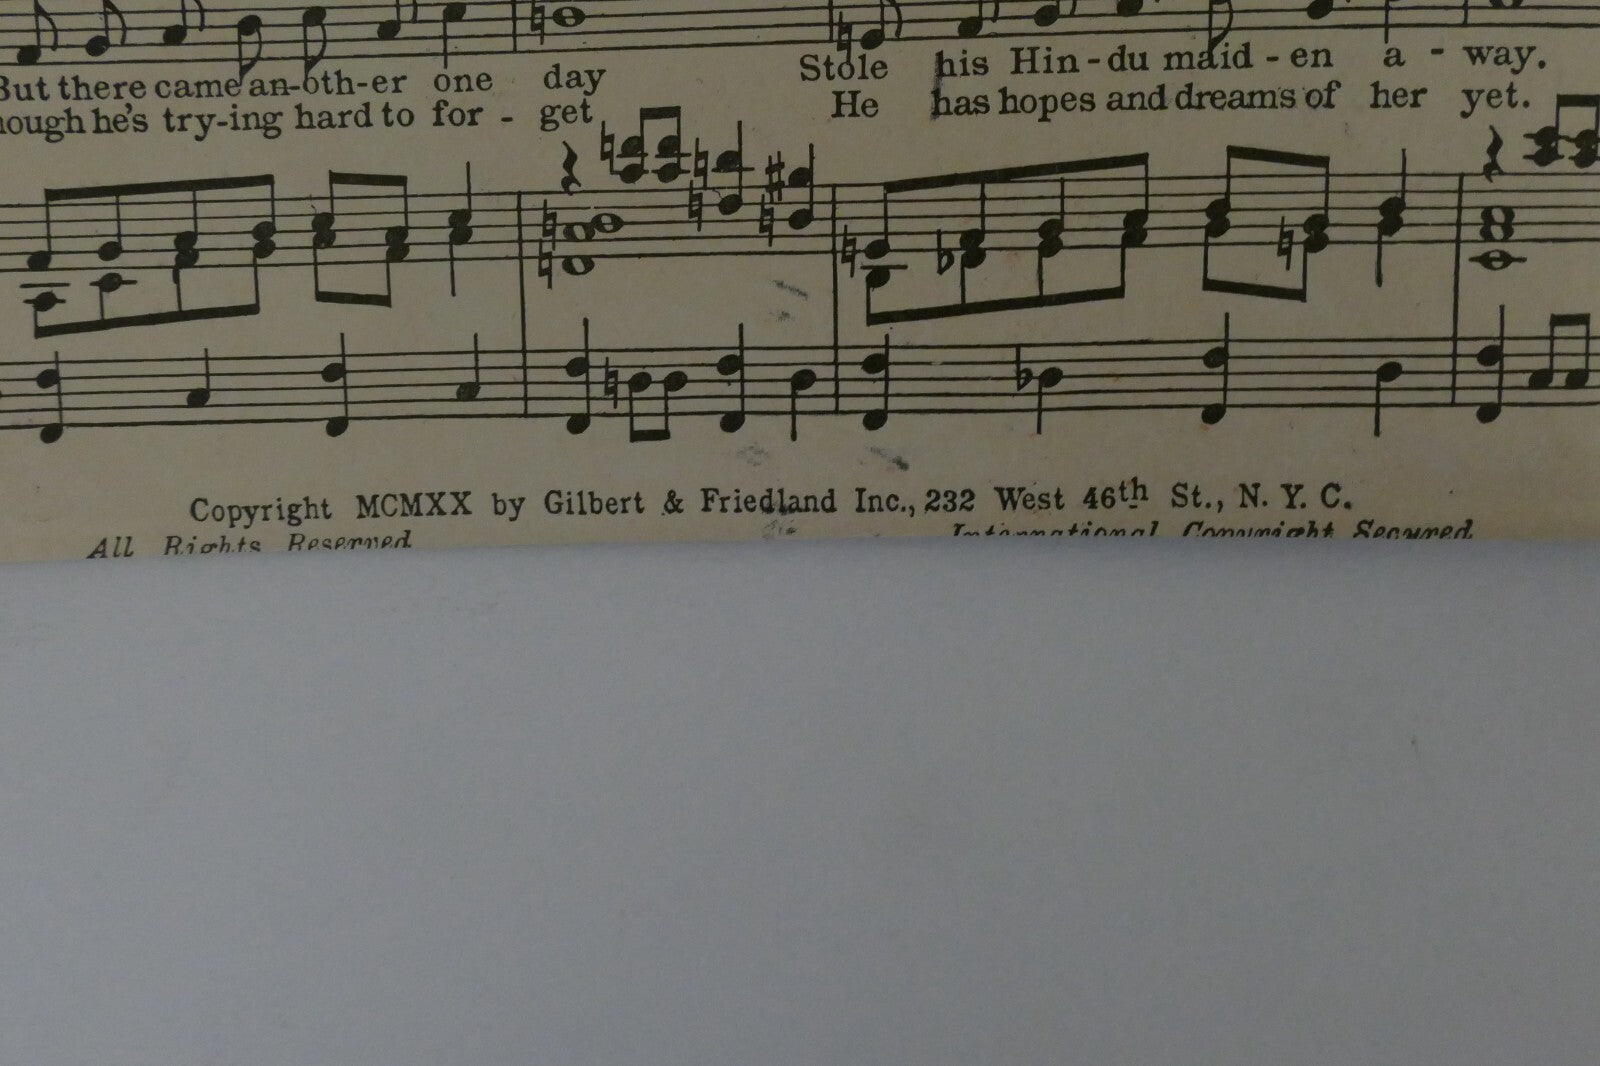 But there came an-oth-er one day Stole his Hin-du maid-en a-way.
he's try-ing hard to for-get He has hopes and dreams of her yet.
Copyright MCMXX by Gilbert & Friedland Inc., 232 West 46th St., N. Y. C.
All Rights Reserved International Copyright Secured